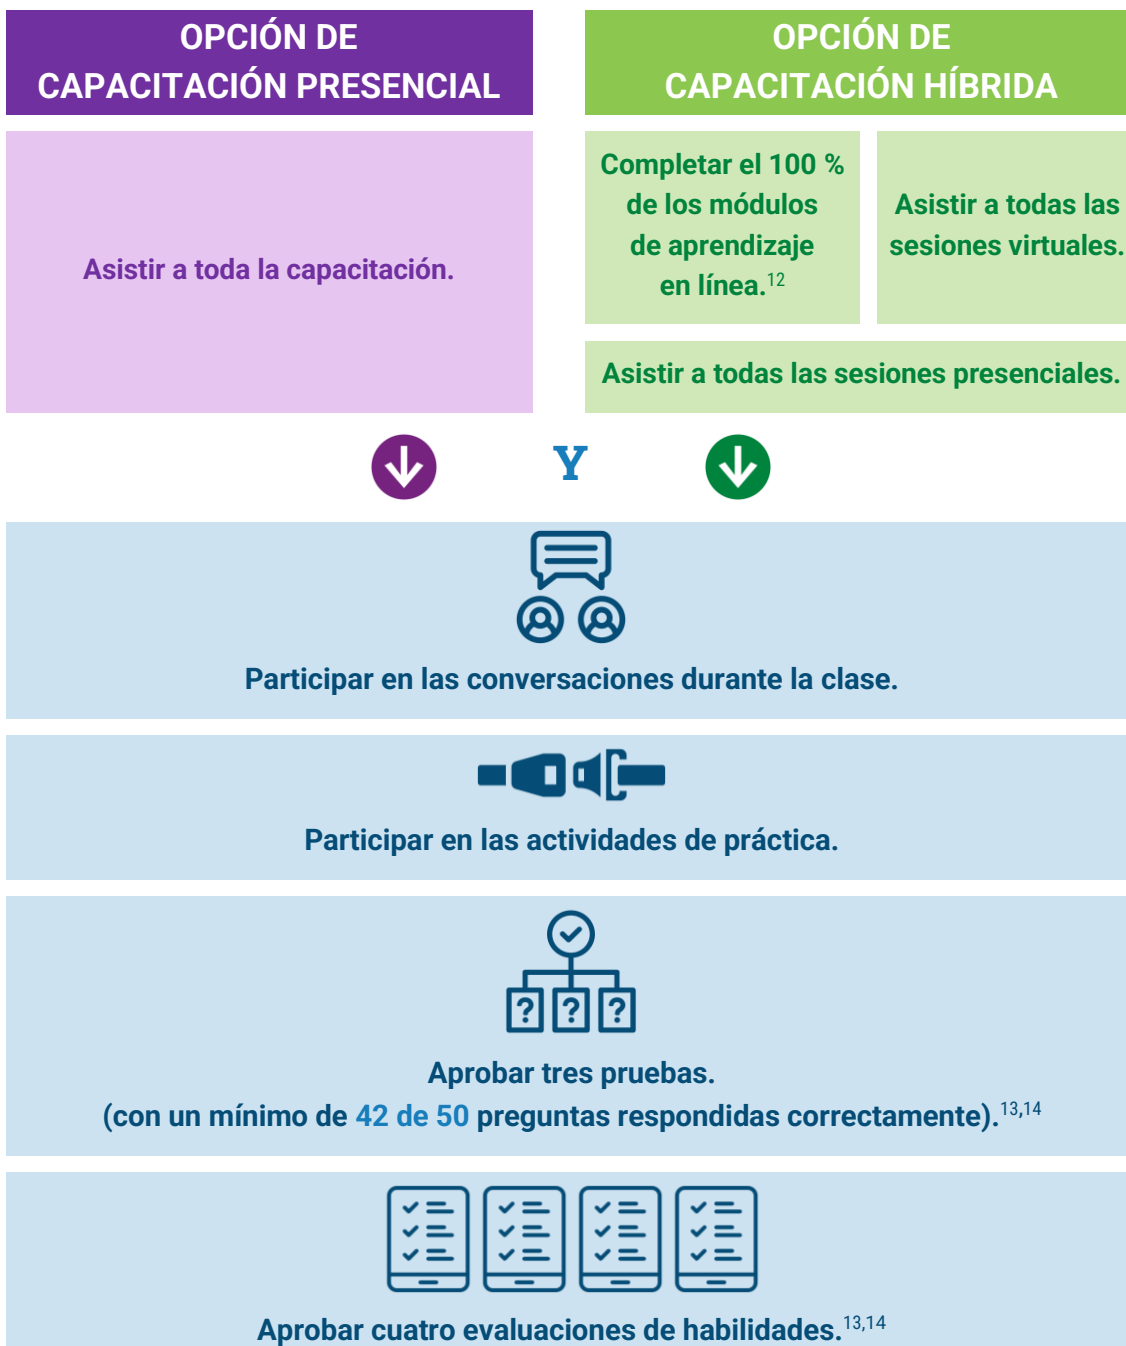 OPCIÓN DE
CAPACITACIÓN PRESENCIAL
Asistir a toda la capacitación.
OPCIÓN DE
CAPACITACIÓN HÍBRIDA
Completar el 100 %
de los módulos
de aprendizaje
en línea.12
Asistir a todas las
sesiones virtuales.
Asistir a todas las sesiones presenciales.
Y
Participar en las conversaciones durante la clase.
Participar en las actividades de práctica.
? ? ?
Aprobar tres pruebas.
(con un mínimo de 42 de 50 preguntas respondidas correctamente).13,14
Aprobar cuatro evaluaciones de habilidades.13,14